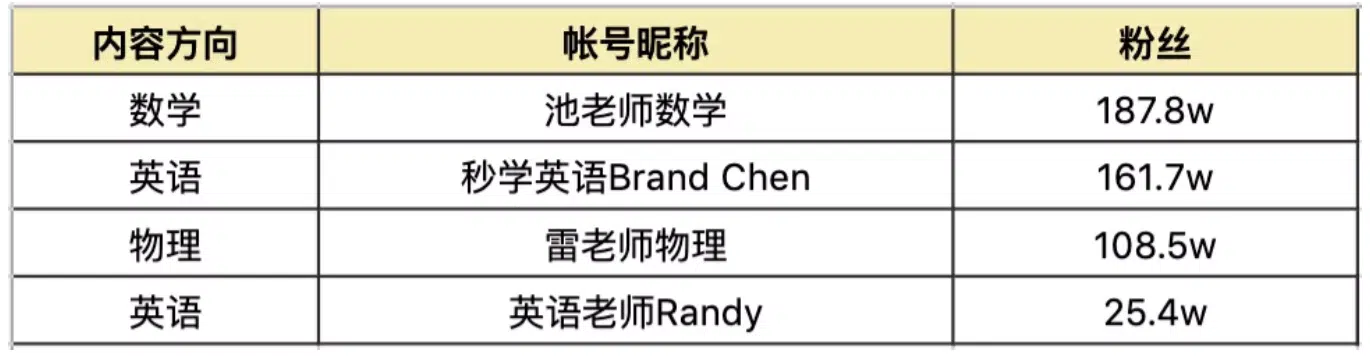 内容方向 帐号昵称 粉丝
数学 池老师数学 187.8w
英语 秒学英语Brand Chen 161.7w
物理 雷老师物理 108.5w
英语 英语老师Randy 25.4w